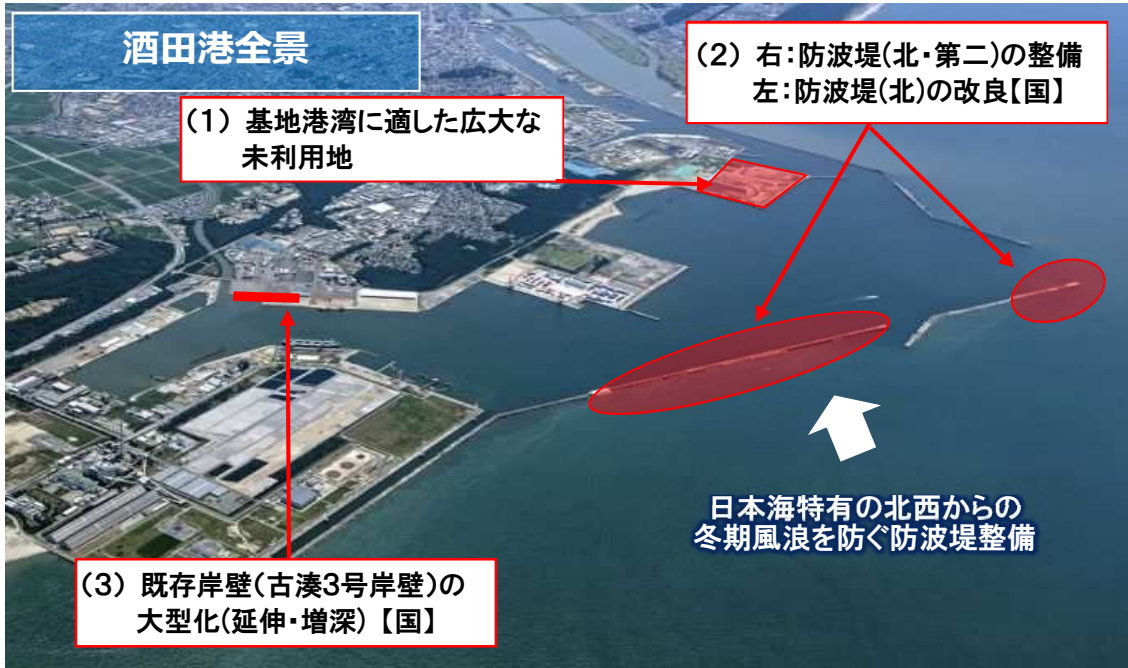 酒田港全景
(2) 右:防波堤(北・第二)の整備
左:防波堤(北)の改良【国】
(1) 基地港湾に適した広大な
未利用地
日本海特有の北西からの
冬期風浪を防ぐ防波堤整備
(3) 既存岸壁(古湊3号岸壁)の
大型化(延伸・増深)【国】